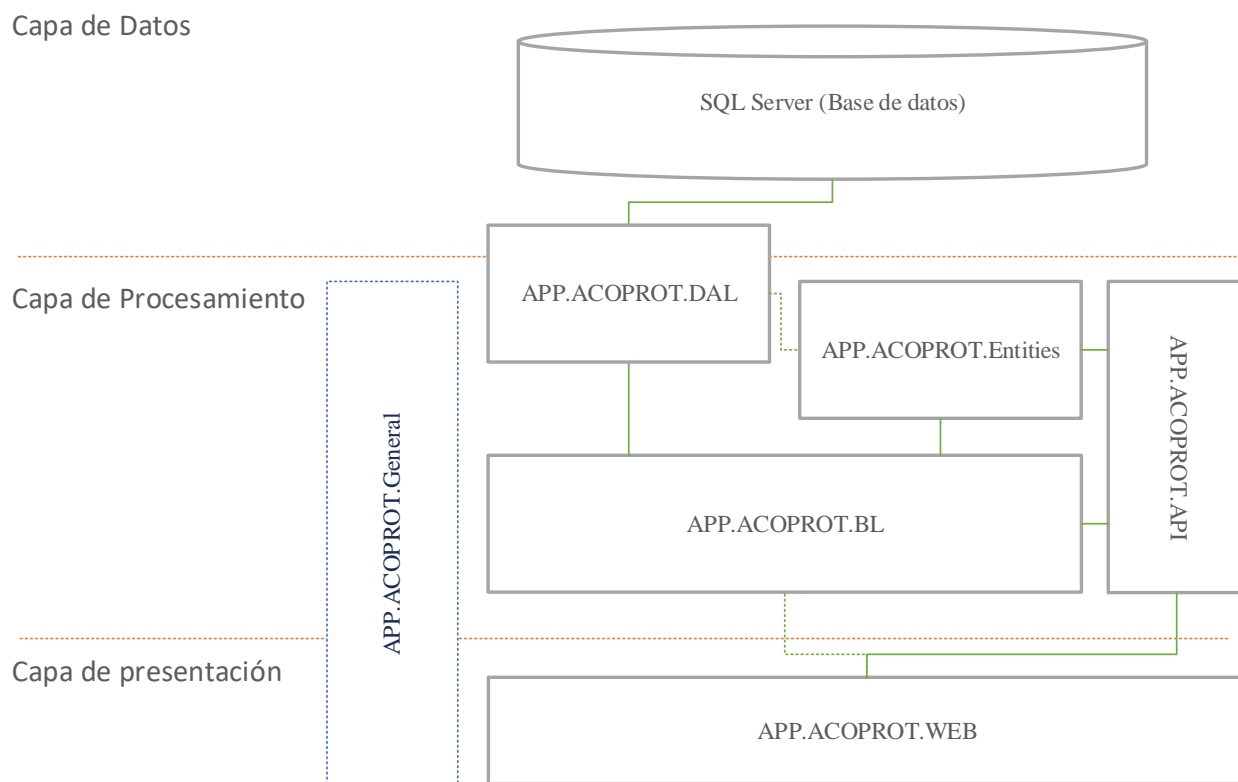 Capa de Datos
SQL Server (Base de datos)
APP.ACOPROT.DAL
Capa de Procesamiento
APP.ACOPROT.Entities
APP.ACOPROT.API
APP.ACOPROT.General
APP.ACOPROT.BL
Capa de presentación
APP.ACOPROT.WEB